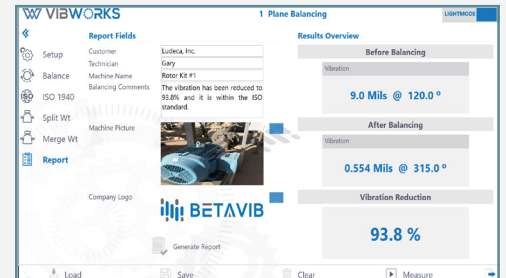 VIBWORKS
1 Plane Balancing
LIGHTMODE
«
Report Fields
Results Overview
Setup
Balance
ISO
ISO 1940
Split Wt
Merge Wt
Report
Customer
Ludeca, Inc.
Technician
Gary
Machine Name
Rotor Kit #1
Balancing Comments
The vibration has been reduced to
93.8% and it is within the ISO
standard.
Machine Picture
Company Logo
BETAVIB
Generate Report
Before Balancing
Vibration
9.0 Mils @ 120.0 º
After Balancing
Vibration
0.554 Mils @ 315.0 º
Vibration Reduction
93.8 %
Load
Save
Clear
Measure